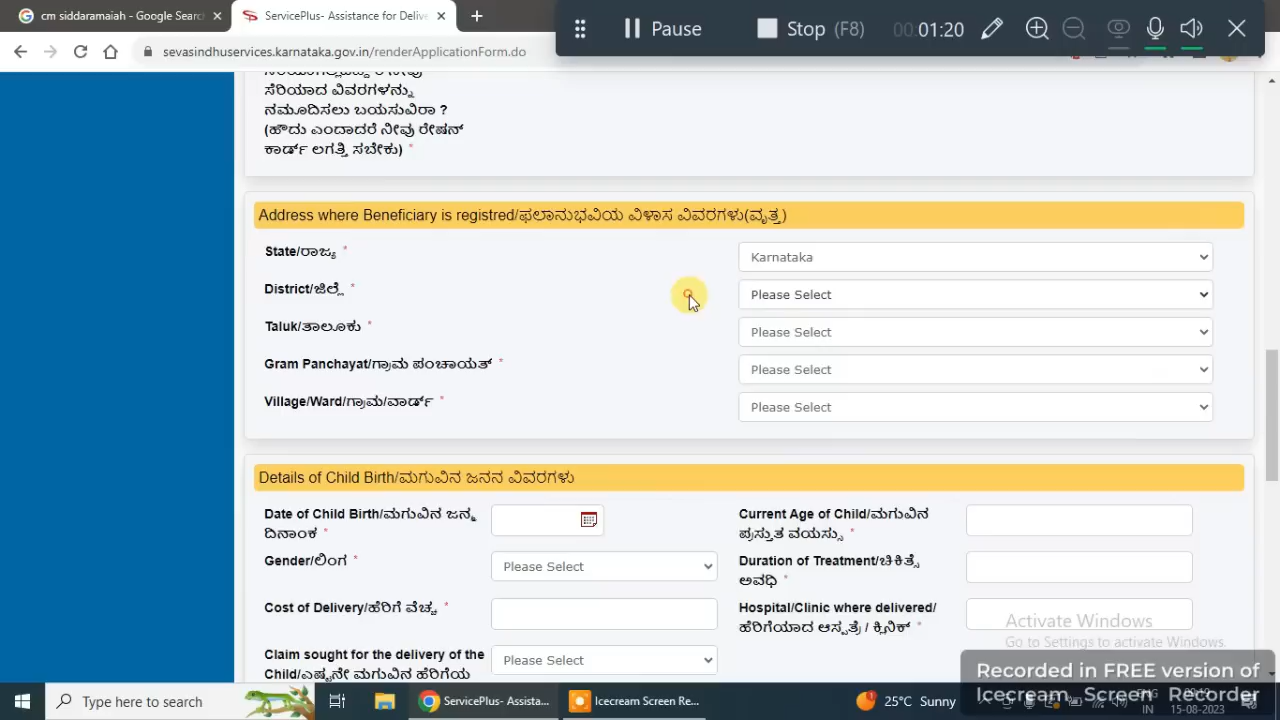 cm siddaramaiah - Google Searc
ServicePlus- Assistance for Delive
Pause
Stop (F8)
00:01:20
sevasindhuservices.karnataka.gov.in/renderApplicationForm.do
ಸೆರಿಯಾದ ವಿವರಗಳನ್ನು
ನಮೂದಿಸಲು ಬಯಸುವಿರಾ ?
(ಹೌದು ಎಂದಾದರೆ ನೀವು ರೇಷನ್
ಕಾರ್ಡ್ ಲಗತ್ತಿ ಸಬೇಕು) *
Address where Beneficiary is registred/ಫಲಾನುಭವಿಯ ವಿಳಾಸ ವಿವರಗಳು(ವೃತ್ತ)
State/ರಾಜ್ಯ * Karnataka
District/ಜಿಲ್ಲೆ * Please Select
Taluk/ತಾಲೂಕು * Please Select
Gram Panchayat/ಗ್ರಾಮ ಪಂಚಾಯತ್ * Please Select
Village/Ward/ಗ್ರಾಮ/ವಾರ್ಡ್ * Please Select
Details of Child Birth/ಮಗುವಿನ ಜನನ ವಿವರಗಳು
Date of Child Birth/ಮಗುವಿನ ಜನ್ಮ
ದಿನಾಂಕ *
Current Age of Child/ಮಗುವಿನ
ಪ್ರಸ್ತುತ ವಯಸ್ಸು *
Gender/ಲಿಂಗ * Please Select
Duration of Treatment/ಚಿಕಿತ್ಸೆ
ಅವಧಿ *
Cost of Delivery/ಹೆರಿಗೆ ವೆಚ್ಚ *
Hospital/Clinic where delivered/
ಹೆರಿಗೆಯಾದ ಆಸ್ಪತ್ರೆ / ಕ್ಲಿನಿಕ್ *
Claim sought for the delivery of the
Child/ಎಷ್ಟನೇ ಮಗುವಿನ ಹೆರಿಗೆಯ
Please Select
Activate Windows
Go to Settings to activate Windows.
Recorded in FREE version of
Icecream Screen Recorder
Type here to search
ServicePlus- Assista...
Icecream Screen Re...
25°C Sunny
IN
15-08-2023